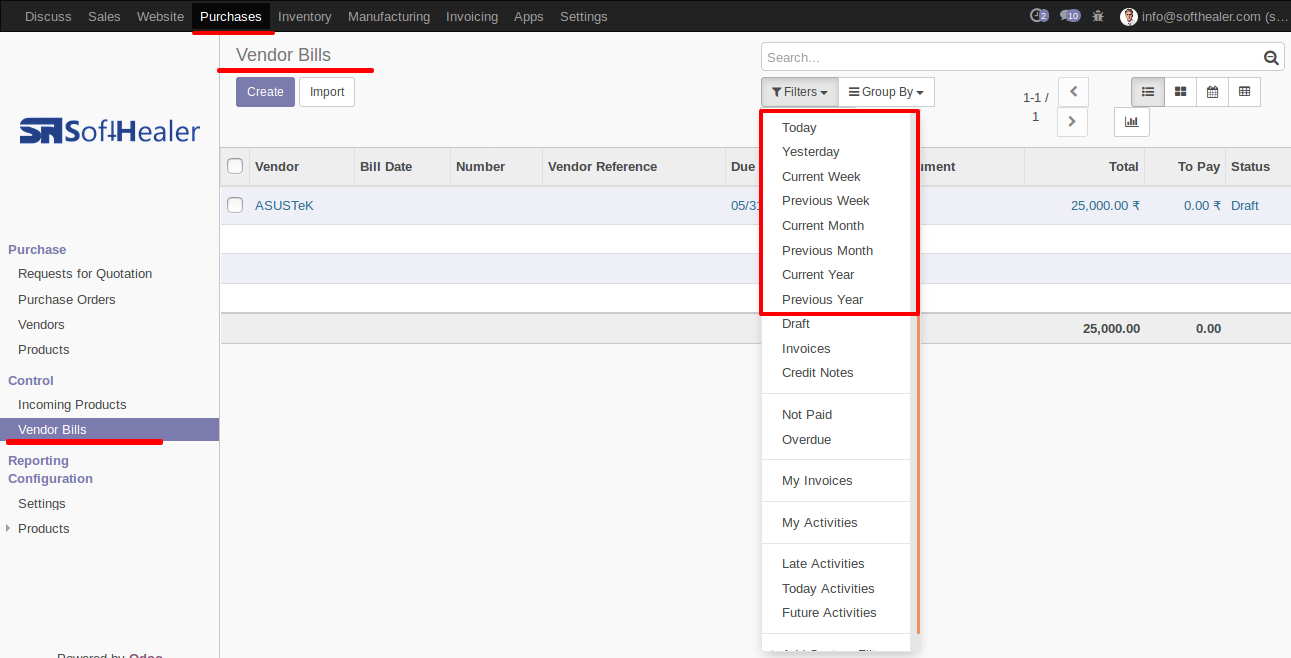 Discuss Sales Website Purchases Inventory Manufacturing Invoicing Apps Settings 2 10 info@softhealer.com (s...
Vendor Bills
Search...
Create Import
Filters Group By
1-1 /
1
SoftHealer
Vendor Bill Date Number Vendor Reference Due Total To Pay Status
ASUSTeK 05/31 25,000.00 ₹ 0.00 ₹ Draft
25,000.00 0.00
Today
Yesterday
Current Week
Previous Week
Current Month
Previous Month
Current Year
Previous Year
Draft
Invoices
Credit Notes
Not Paid
Overdue
My Invoices
My Activities
Late Activities
Today Activities
Future Activities
Purchase
Requests for Quotation
Purchase Orders
Vendors
Products
Control
Incoming Products
Vendor Bills
Reporting
Configuration
Settings
Products
Powered by Odoo